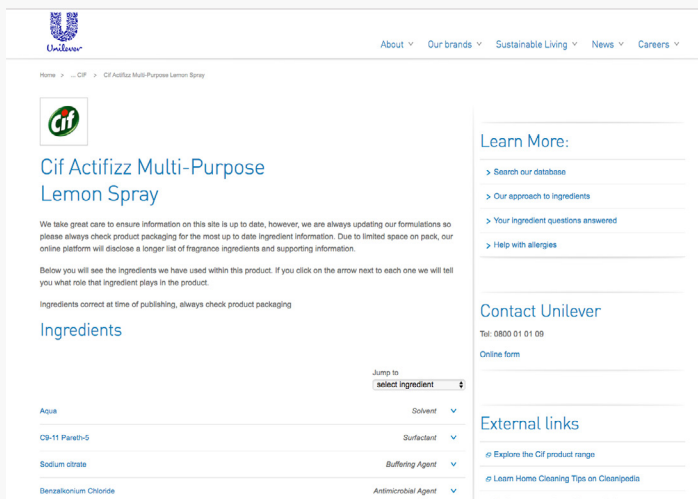 Unilever
About
Our brands
Sustainable Living
News
Careers
Home > ... CIF > Cif Actifizz Multi-Purpose Lemon Spray
Cif
Cif Actifizz Multi-Purpose
Lemon Spray
We take great care to ensure information on this site is up to date, however, we are always updating our formulations so
please always check product packaging for the most up to date ingredient information. Due to limited space on pack, our
online platform will disclose a longer list of fragrance ingredients and supporting information.
Below you will see the ingredients we have used within this product. If you click on the arrow next to each one we will tell
you what role that ingredient plays in the product.
Ingredients correct at time of publishing, always check product packaging
Ingredients
Jump to
select ingredient
Aqua Solvent
C9-11 Pareth-5 Surfactant
Sodium citrate Buffering Agent
Benzalkonium Chloride Antimicrobial Agent
Learn More:
> Search our database
> Our approach to ingredients
> Your ingredient questions answered
> Help with allergies
Contact Unilever
Tel: 0800 01 01 09
Online form
External links
Explore the Cif product range
Learn Home Cleaning Tips on Cleanipedia